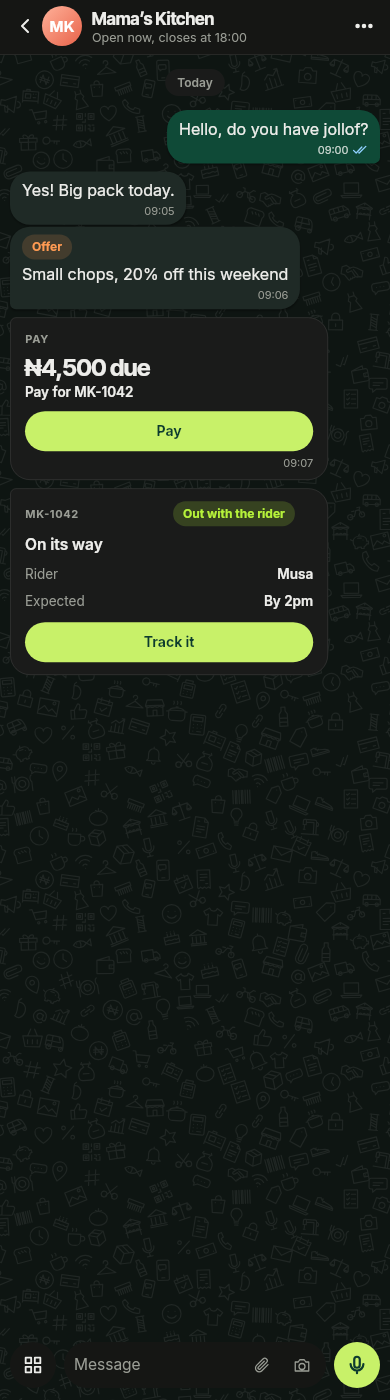 MK
Mama’s Kitchen
Open now, closes at 18:00
Today
Hello, do you have jollof?
09:00
Yes! Big pack today.
09:05
Offer
Small chops, 20% off this weekend
09:06
PAY
₦4,500 due
Pay for MK-1042
Pay
09:07
MK-1042
Out with the rider
On its way
Rider
Musa
Expected
By 2pm
Track it
Message